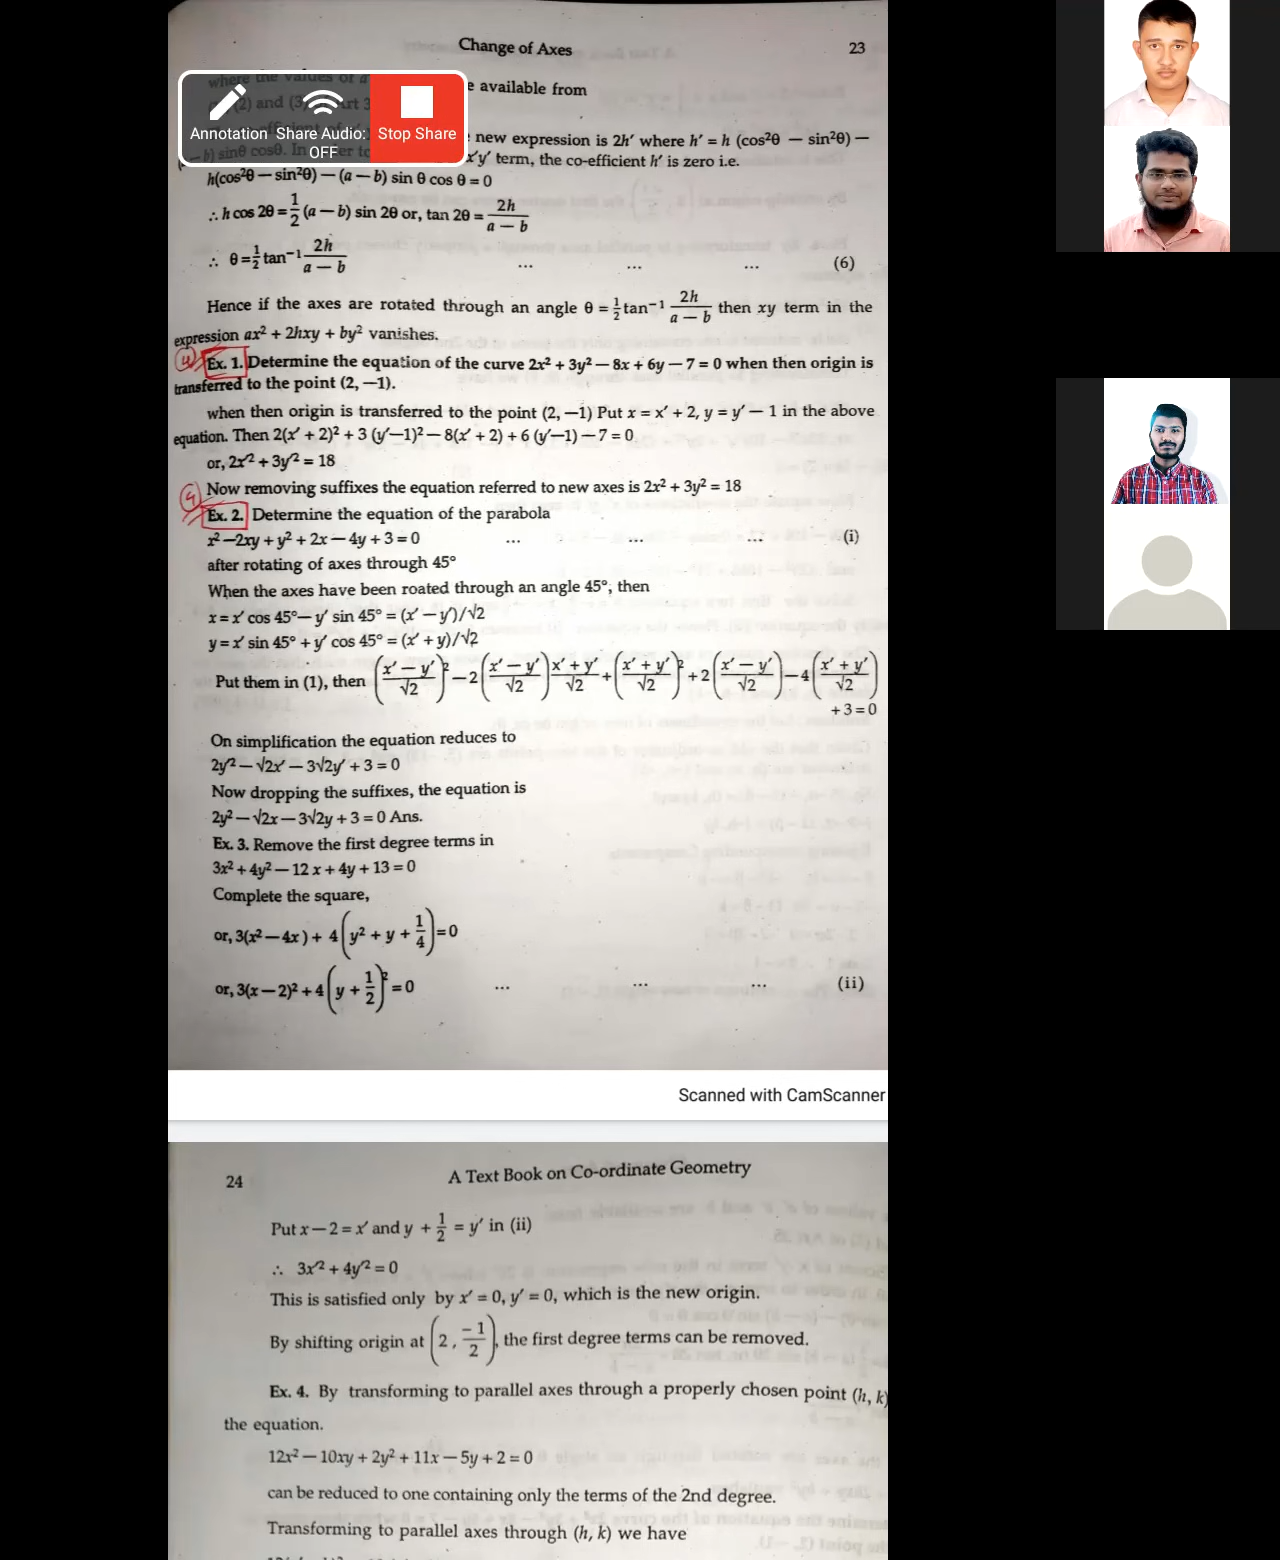 Change of Axes
23
where the values of a
e available from
(2) and (3)
Annotation
Share Audio: OFF
Stop Share
new expression is 2h′ where h′ = h (cos²θ − sin²θ) −
b) sinθ cosθ. In
x′y′ term, the co-efficient h′ is zero i.e.
h(cos²θ − sin²θ) − (a − b) sin θ cos θ = 0
∴ h cos 2θ = 1/2 (a − b) sin 2θ or, tan 2θ = 2h/(a − b)
∴ θ = 1/2 tan⁻¹ 2h/(a − b) ... ... ... (6)
Hence if the axes are rotated through an angle θ = 1/2 tan⁻¹ 2h/(a − b) then xy term in the
expression ax² + 2hxy + by² vanishes.
Ex. 1. Determine the equation of the curve 2x² + 3y² − 8x + 6y − 7 = 0 when then origin is
transferred to the point (2, −1).
when then origin is transferred to the point (2, −1) Put x = x′ + 2, y = y′ − 1 in the above
equation. Then 2(x′ + 2)² + 3 (y′−1)² − 8(x′ + 2) + 6 (y′−1) − 7 = 0
or, 2x′² + 3y′² = 18
Now removing suffixes the equation referred to new axes is 2x² + 3y² = 18
Ex. 2. Determine the equation of the parabola
x² −2xy + y² + 2x − 4y + 3 = 0 ... ... ... (i)
after rotating of axes through 45°
When the axes have been roated through an angle 45°, then
x = x′ cos 45°− y′ sin 45° = (x′ − y′)/√2
y = x′ sin 45° + y′ cos 45° = (x′ + y)/√2
Put them in (1), then ((x′ − y′)/√2)² − 2((x′ − y′)/√2) (x′ + y′)/√2 + ((x′ + y′)/√2)² + 2((x′ − y′)/√2) − 4((x′ + y′)/√2)
+ 3 = 0
On simplification the equation reduces to
2y′² − √2x′ − 3√2y′ + 3 = 0
Now dropping the suffixes, the equation is
2y² − √2x − 3√2y + 3 = 0 Ans.
Ex. 3. Remove the first degree terms in
3x² + 4y² − 12 x + 4y + 13 = 0
Complete the square,
or, 3(x² − 4x) + 4(y² + y + 1/4) = 0
or, 3(x − 2)² + 4(y + 1/2)² = 0 ... ... ... (ii)
Scanned with CamScanner
24
A Text Book on Co-ordinate Geometry
Put x − 2 = x′ and y + 1/2 = y′ in (ii)
∴ 3x′² + 4y′² = 0
This is satisfied only by x′ = 0, y′ = 0, which is the new origin.
By shifting origin at (2, −1/2), the first degree terms can be removed.
Ex. 4. By transforming to parallel axes through a properly chosen point (h, k)
the equation.
12x² − 10xy + 2y² + 11x − 5y + 2 = 0
can be reduced to one containing only the terms of the 2nd degree.
Transforming to parallel axes through (h, k) we have